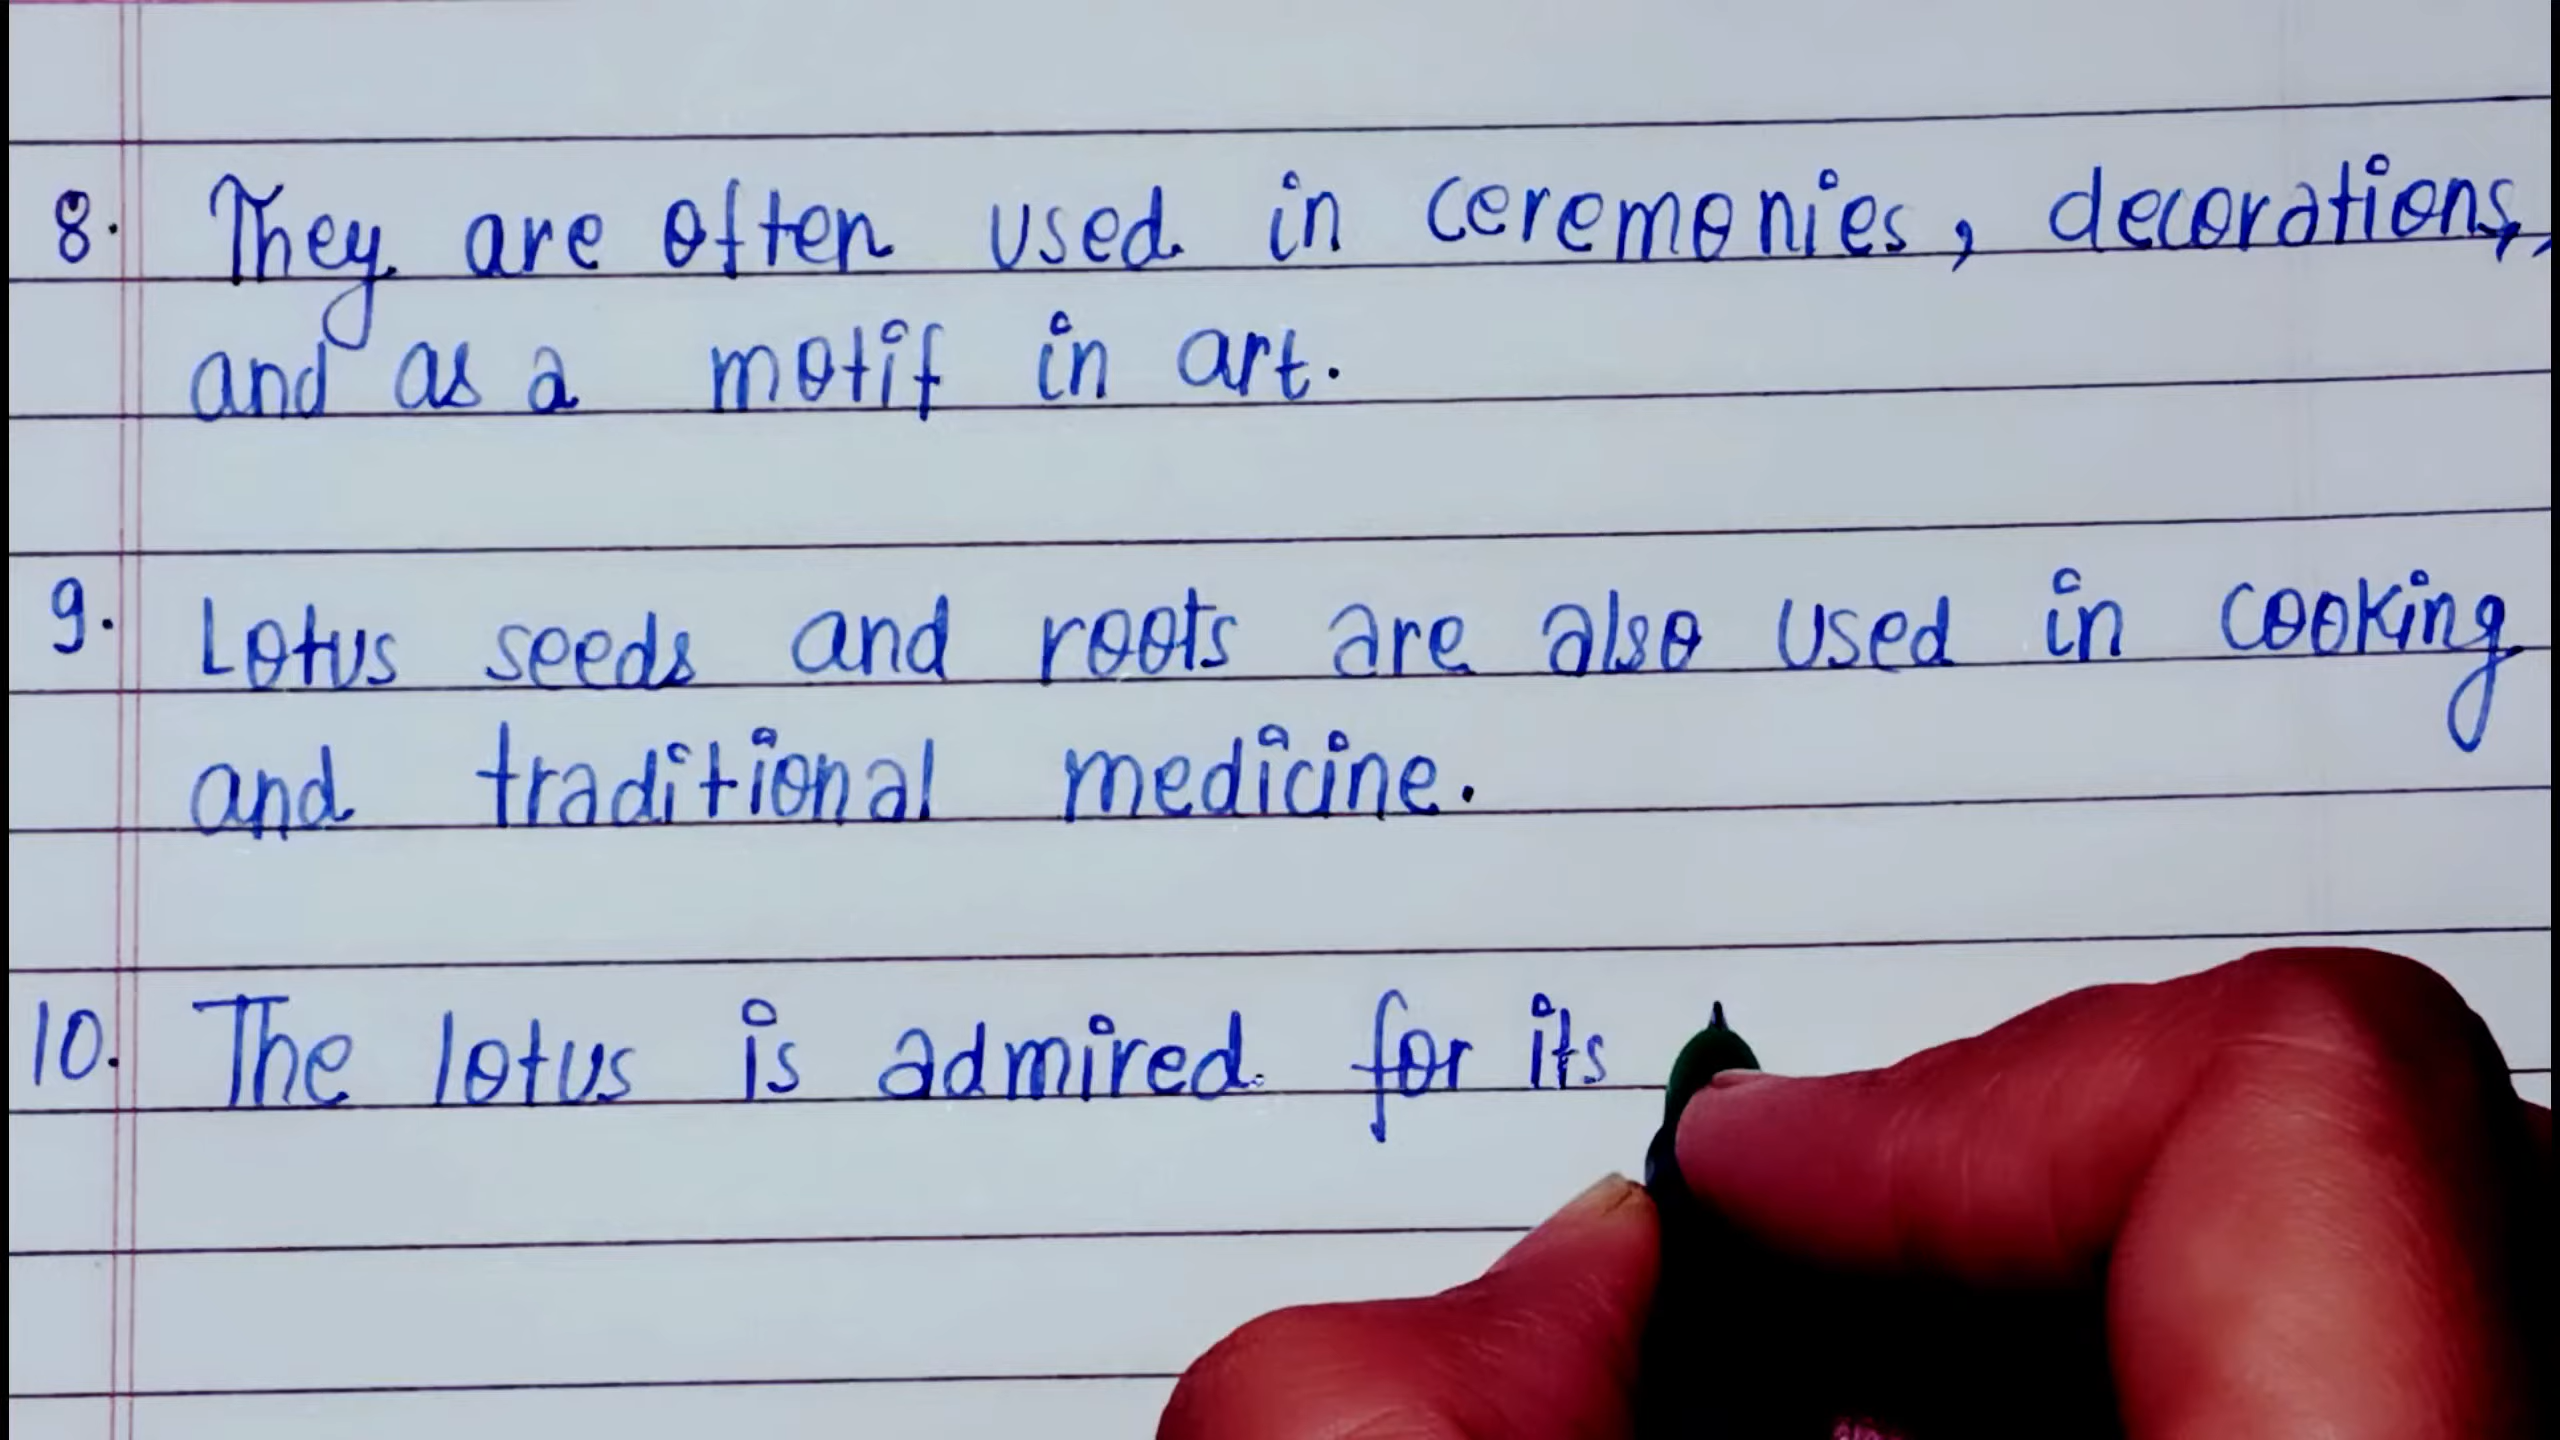 8. They are often used in ceremonies, decorations,
and as a motif in art.
9. Lotus seeds and roots are also used in cooking
and traditional medicine.
10. The lotus is admired for its